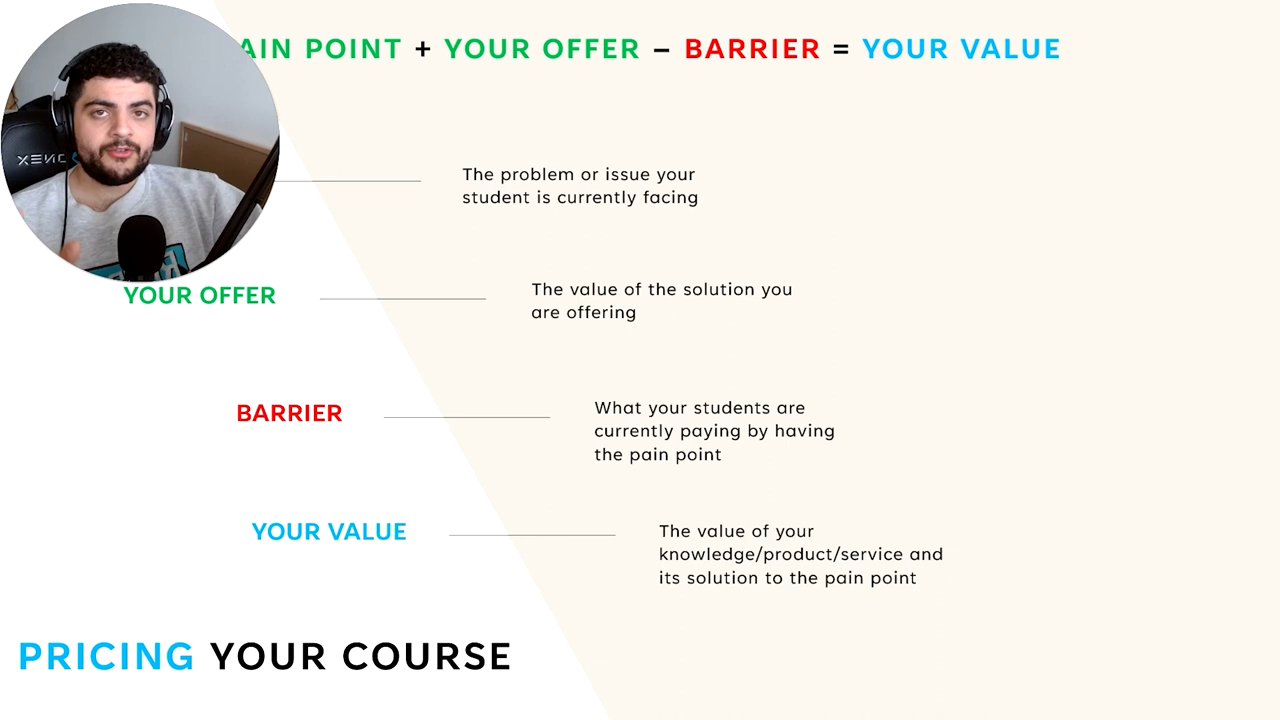 AIN POINT + YOUR OFFER – BARRIER = YOUR VALUE
The problem or issue your
student is currently facing
YOUR OFFER
The value of the solution you
are offering
BARRIER
What your students are
currently paying by having
the pain point
YOUR VALUE
The value of your
knowledge/product/service and
its solution to the pain point
PRICING YOUR COURSE